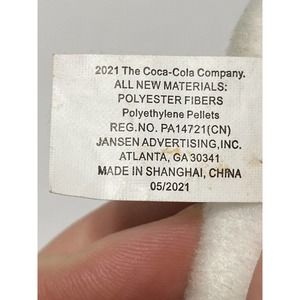 2021 The Coca-Cola Company.
ALL NEW MATERIALS:
POLYESTER FIBERS
Polyethylene Pellets
REG.NO. PA14721(CN)
JANSEN ADVERTISING,INC.
ATLANTA, GA 30341
MADE IN SHANGHAI, CHINA
05/2021